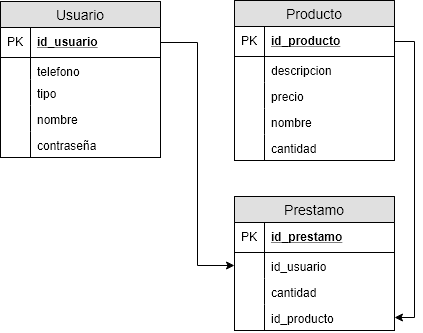 Usuario
PK id_usuario
telefono
tipo
nombre
contraseña
Producto
PK id_producto
descripcion
precio
nombre
cantidad
Prestamo
PK id_prestamo
id_usuario
cantidad
id_producto